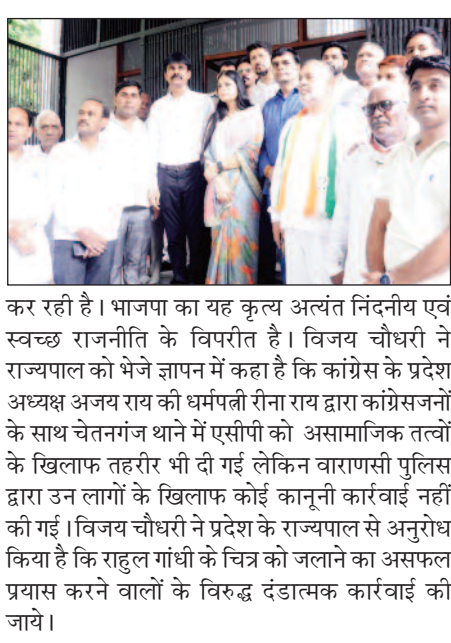 कर रही है। भाजपा का यह कृत्य अत्यंत निंदनीय एवं
स्वच्छ राजनीति के विपरीत है। विजय चौधरी ने
राज्यपाल को भेजे ज्ञापन में कहा है कि कांग्रेस के प्रदेश
अध्यक्ष अजय राय की धर्मपत्नी रीना राय द्वारा कांग्रेसजनों
के साथ चेतनगंज थाने में एसीपी को असामाजिक तत्वों
के खिलाफ तहरीर भी दी गई लेकिन वाराणसी पुलिस
द्वारा उन लागों के खिलाफ कोई कानूनी कार्रवाई नहीं
की गई।विजय चौधरी ने प्रदेश के राज्यपाल से अनुरोध
किया है कि राहुल गांधी के चित्र को जलाने का असफल
प्रयास करने वालों के विरुद्ध दंडात्मक कार्रवाई की
जाये।